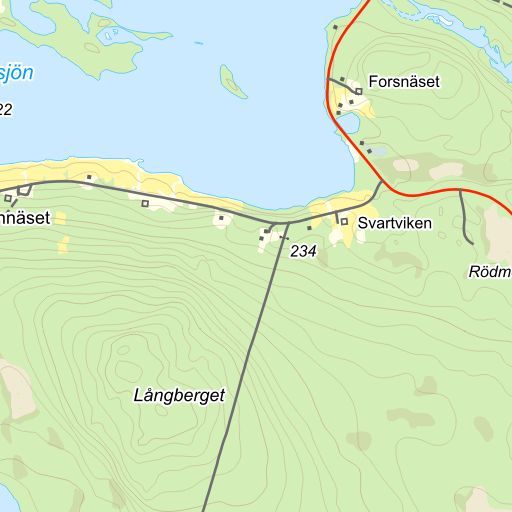 sjön
Forsnäset
22
nnäset
Svartviken
234
Rödm
Långberget